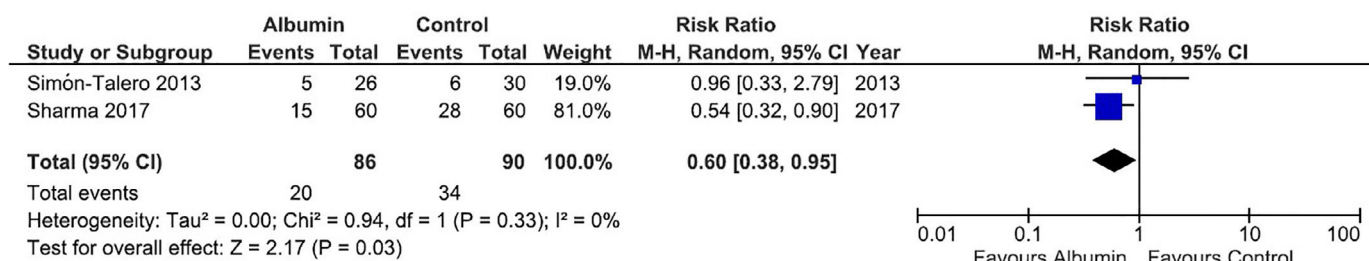 Albumin Control Risk Ratio Risk Ratio
Study or Subgroup Events Total Events Total Weight M-H, Random, 95% CI Year M-H, Random, 95% CI
Simón-Talero 2013 5 26 6 30 19.0% 0.96 [0.33, 2.79] 2013
Sharma 2017 15 60 28 60 81.0% 0.54 [0.32, 0.90] 2017
Total (95% CI) 86 90 100.0% 0.60 [0.38, 0.95]
Total events 20 34
Heterogeneity: Tau² = 0.00; Chi² = 0.94, df = 1 (P = 0.33); I² = 0%
Test for overall effect: Z = 2.17 (P = 0.03)
0.01 0.1 1 10 100
Favours Albumin Favours Control